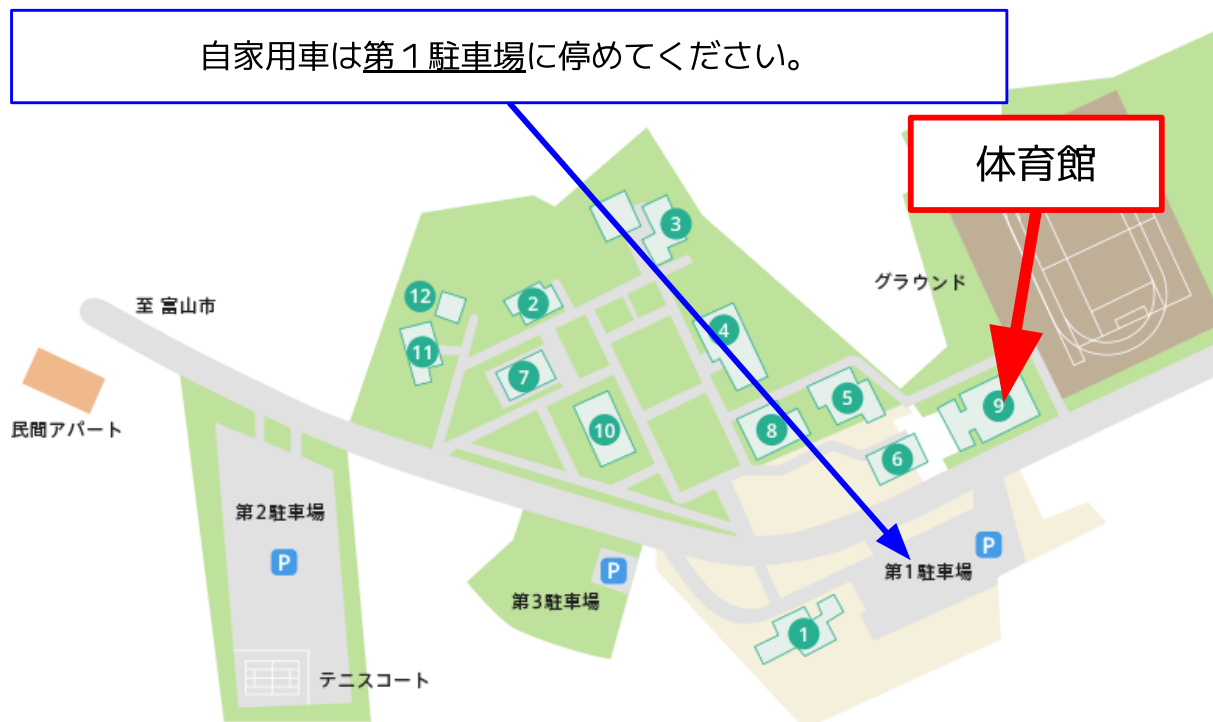 自家用車は第１駐車場に停めてください。
体育館
3
グラウンド
12
2
至 富山市
4
11
7
5
9
民間アパート
10
8
6
第2駐車場
P
P
P
第1駐車場
第3駐車場
1
テニスコート